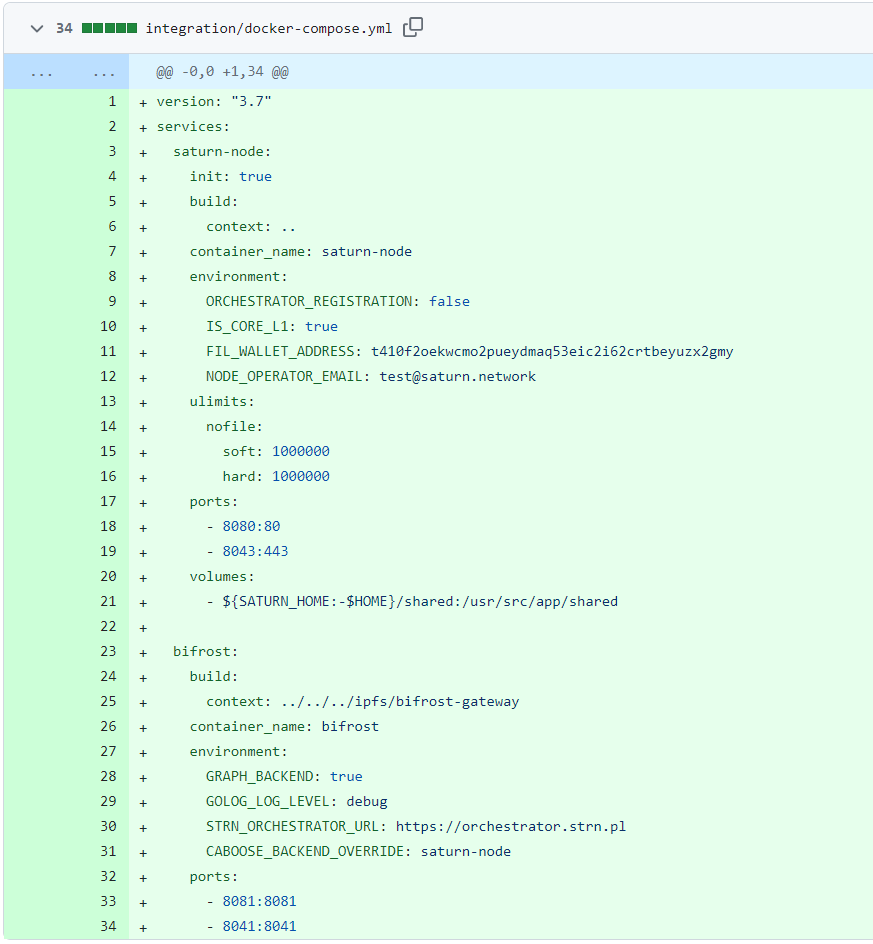 34 integration/docker-compose.yml
... ... @@ -0,0 +1,34 @@
1 + version: "3.7"
2 + services:
3 +   saturn-node:
4 +     init: true
5 +     build:
6 +       context: ..
7 +     container_name: saturn-node
8 +     environment:
9 +       ORCHESTRATOR_REGISTRATION: false
10 +       IS_CORE_L1: true
11 +       FIL_WALLET_ADDRESS: t410f2oekwcmo2pueydmaq53eic2i62crtbeyuzx2gmy
12 +       NODE_OPERATOR_EMAIL: test@saturn.network
13 +     ulimits:
14 +       nofile:
15 +         soft: 1000000
16 +         hard: 1000000
17 +     ports:
18 +       - 8080:80
19 +       - 8043:443
20 +     volumes:
21 +       - ${SATURN_HOME:-$HOME}/shared:/usr/src/app/shared
22 +
23 +   bifrost:
24 +     build:
25 +       context: ../../../ipfs/bifrost-gateway
26 +     container_name: bifrost
27 +     environment:
28 +       GRAPH_BACKEND: true
29 +       GOLOG_LOG_LEVEL: debug
30 +       STRN_ORCHESTRATOR_URL: https://orchestrator.strn.pl
31 +       CABOOSE_BACKEND_OVERRIDE: saturn-node
32 +     ports:
33 +       - 8081:8081
34 +       - 8041:8041